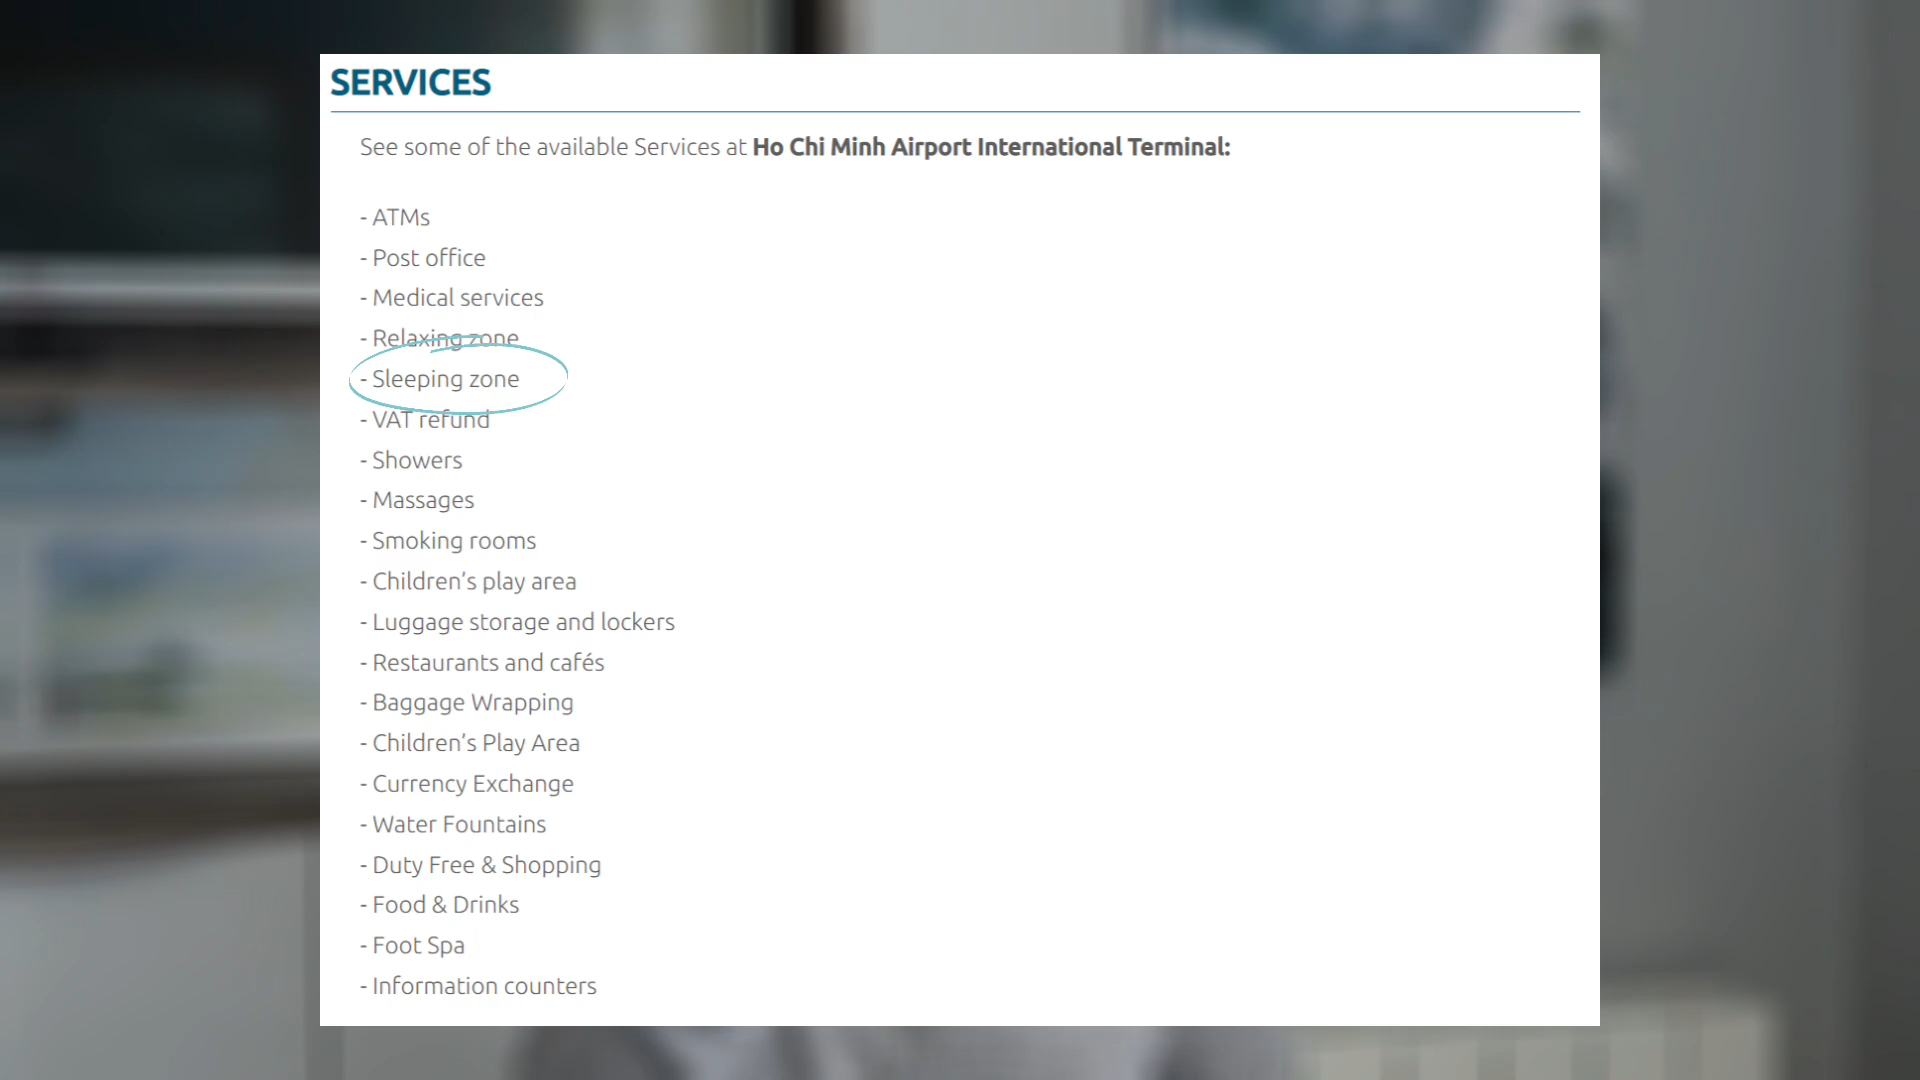 SERVICES
See some of the available Services at Ho Chi Minh Airport International Terminal:
- ATMs
- Post office
- Medical services
- Relaxing zone
- Sleeping zone
- VAT refund
- Showers
- Massages
- Smoking rooms
- Children's play area
- Luggage storage and lockers
- Restaurants and cafés
- Baggage Wrapping
- Children's Play Area
- Currency Exchange
- Water Fountains
- Duty Free & Shopping
- Food & Drinks
- Foot Spa
- Information counters